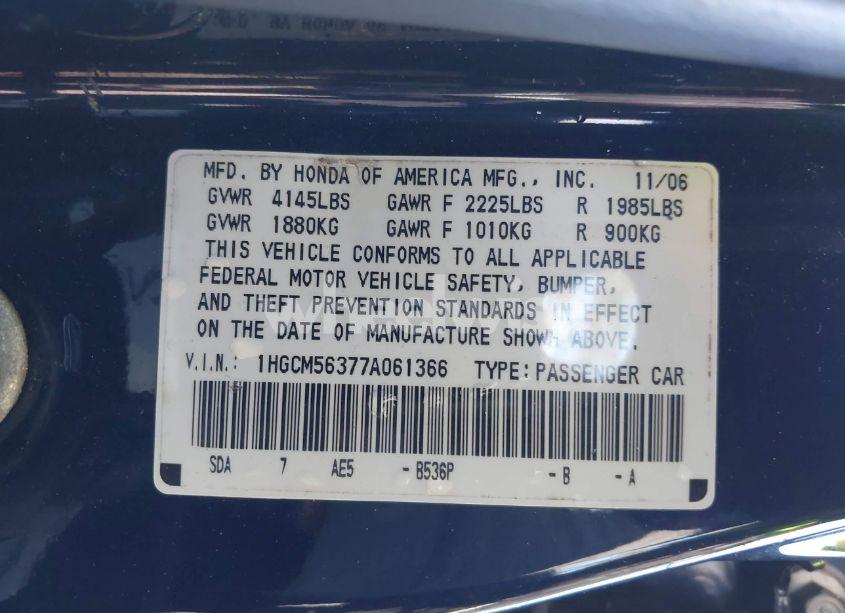 MFD. BY HONDA OF AMERICA MFG., INC. 11/06
GVWR 4145LBS GAWR F 2225LBS R 1985LBS
GVWR 1880KG GAWR F 1010KG R 900KG
THIS VEHICLE CONFORMS TO ALL APPLICABLE
FEDERAL MOTOR VEHICLE SAFETY, BUMPER,
AND THEFT PREVENTION STANDARDS IN EFFECT
ON THE DATE OF MANUFACTURE SHOWN ABOVE.
V.I.N.: 1HGCM56377A061366 TYPE:PASSENGER CAR
SDA 7 AE5 -B536P -B -A